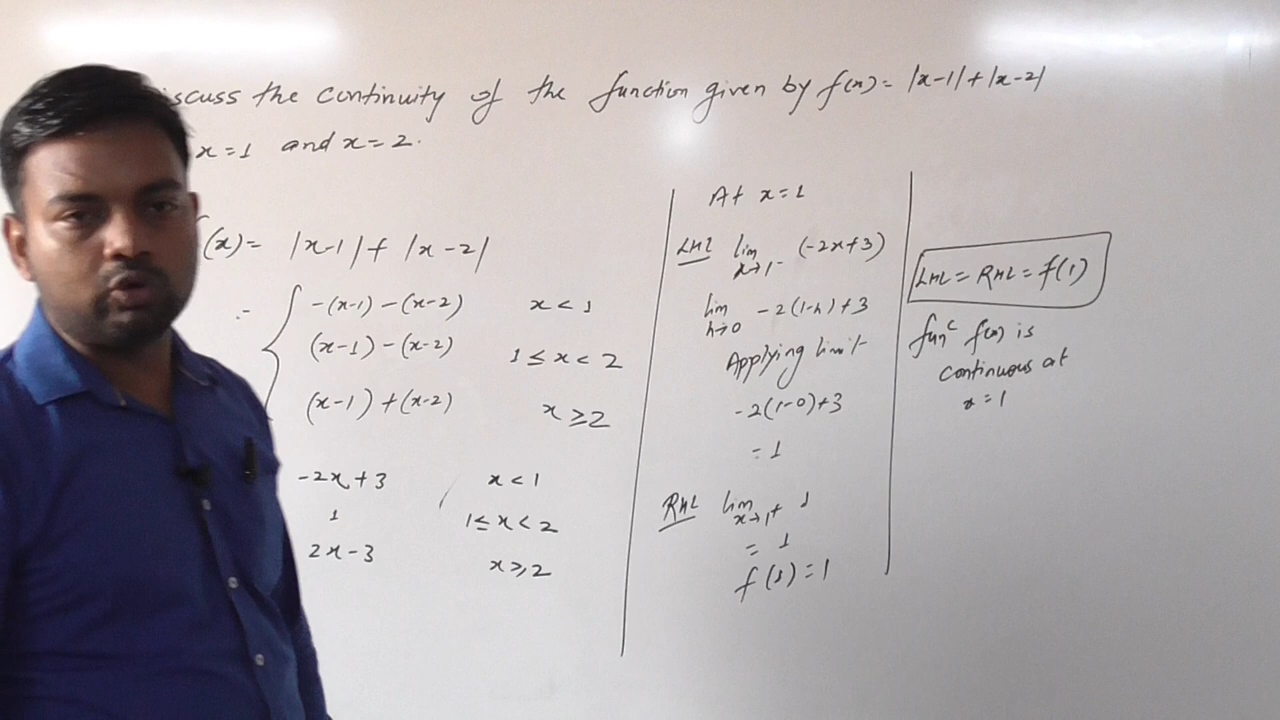 iscuss the continuity of the function given by f(x) = |x-1| + |x-2|
x=1 and x=2.
(x) = |x-1| + |x-2|
:- { -(x-1) - (x-2) x < 1
(x-1) - (x-2) 1 ≤ x < 2
(x-1) + (x-2) x ≥ 2
-2x + 3 x < 1
1 1 ≤ x < 2
2x - 3 x ≥ 2
At x = 1
LHL lim x→1- (-2x+3)
lim h→0 -2(1-h)+3
Applying limit
-2(1-0)+3
= 1
RHL lim x→1+ 1
= 1
f(1) = 1
LHL = RHL = f(1)
funᶜ f(x) is
continuous at
x = 1